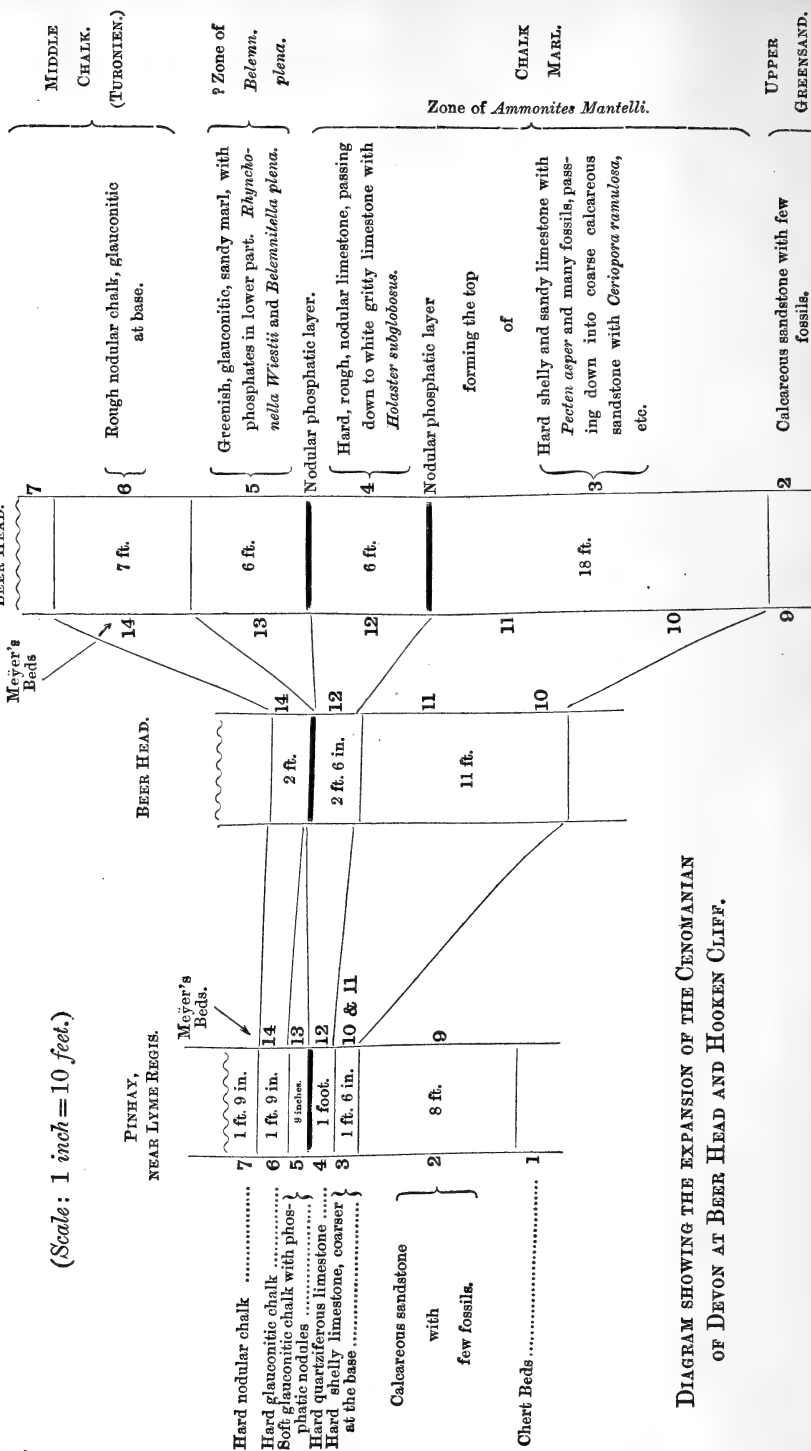 (Scale: 1 inch = 10 feet.)
PINHAY,
NEAR LYME REGIS.
Meÿer's
Beds.
Hard nodular chalk
7
1 ft. 9 in.
Hard glauconitic chalk
6
1 ft. 9 in.
14
Soft glauconitic chalk with phos-
phatic nodules
5
9 inches.
13
Hard quartziferous limestone
4
1 foot.
12
Hard shelly limestone, coarser
at the base
3
1 ft. 6 in.
10 & 11
Calcareous sandstone
with
few fossils.
2
8 ft.
9
Chert Beds
1
BEER HEAD.
2 ft.
14
2 ft. 6 in.
12
11 ft.
11
10
Meÿer's
Beds
7
14
7 ft.
6
Rough nodular chalk, glauconitic
at base.
MIDDLE
CHALK.
(TURONIEN.)
13
6 ft.
5
Greenish, glauconitic, sandy marl, with
phosphates in lower part. Rhyncho-
nella Wiestii and Belemnitella plena.
? Zone of
Belemn.
plena.
Nodular phosphatic layer.
12
6 ft.
4
Hard, rough, nodular limestone, passing
down to white gritty limestone with
Holaster subglobosus.
Nodular phosphatic layer
forming the top
of
11
10
18 ft.
3
Hard shelly and sandy limestone with
Pecten asper and many fossils, pass-
ing down into coarse calcareous
sandstone with Ceriopora ramulosa,
etc.
Zone of Ammonites Mantelli.
CHALK
MARL.
9
2
Calcareous sandstone with few
fossils.
UPPER
GREENSAND.
DIAGRAM SHOWING THE EXPANSION OF THE CENOMANIAN
OF DEVON AT BEER HEAD AND HOOKEN CLIFF.